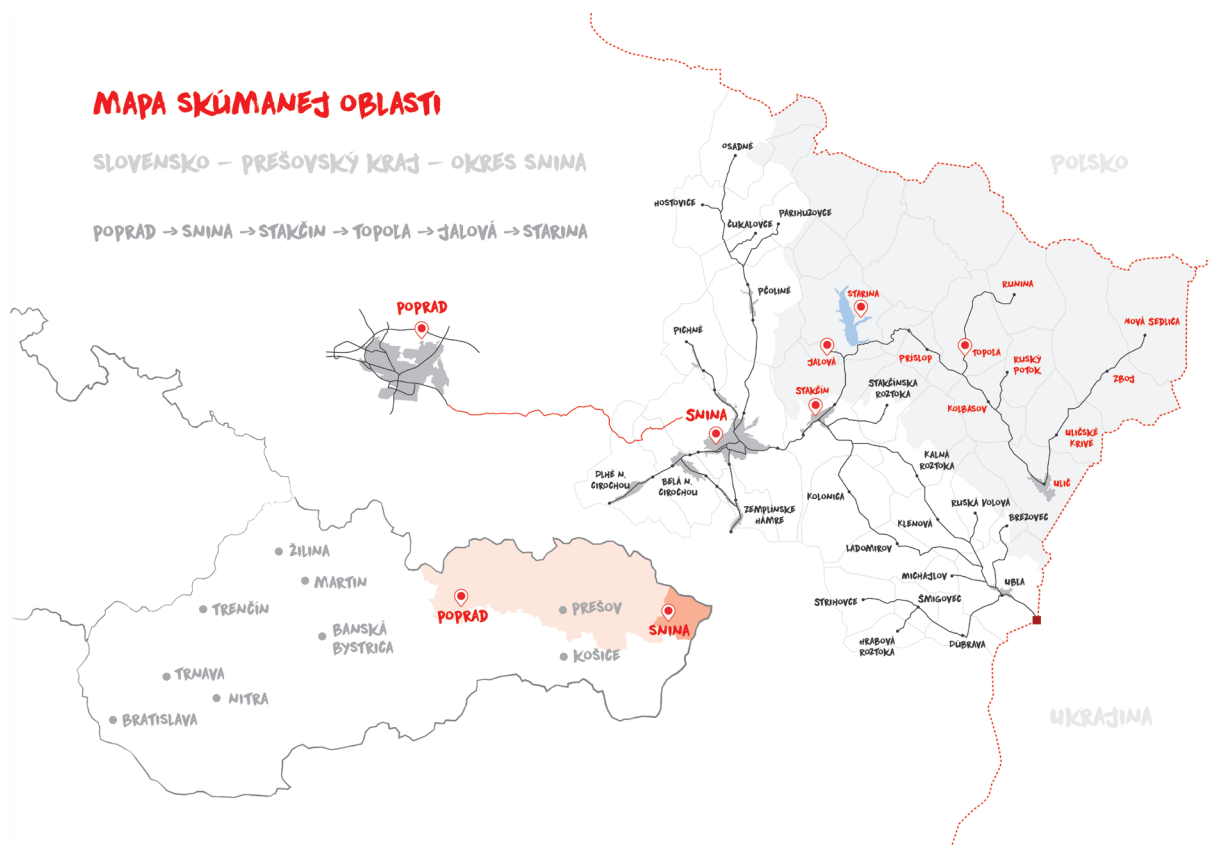 MAPA SKÚMANEJ OBLASTI
SLOVENSKO – PREŠOVSKÝ KRAJ – OKRES SNINA
POPRAD → SNINA → STAKČÍN → TOPOĽA → JALOVÁ → STARINA
POĽSKO
OSADNÉ
HOSTOVICE
PARIHUZOVCE
ČUKALOVCE
PČOLINÉ
PICHNÉ
POPRAD
STARINA
RUNINA
NOVÁ SEDLICA
JALOVÁ
PRÍSLOP
TOPOĽA
RUSKÝ
POTOK
ZBOJ
STAKČÍN
STAKČÍNSKA
ROZTOKA
KOLBASOV
SNINA
ULIČSKÉ
KRIVÉ
DLHÉ N.
CIROCHOU
BELÁ N.
CIROCHOU
ZEMPLÍNSKE
HAMRE
KOLONICA
KALNÁ
ROZTOKA
ULIČ
RUSKÁ VOLOVÁ
BREZOVEC
KLENOVÁ
LADOMIROV
MICHAJLOV
UBĽA
STRIHOVCE
ŠMIGOVEC
HRABOVÁ
ROZTOKA
DÚBRAVA
ŽILINA
MARTIN
TRENČÍN
POPRAD
PREŠOV
SNINA
BANSKÁ
BYSTRICA
KOŠICE
TRNAVA
NITRA
BRATISLAVA
UKRAJINA